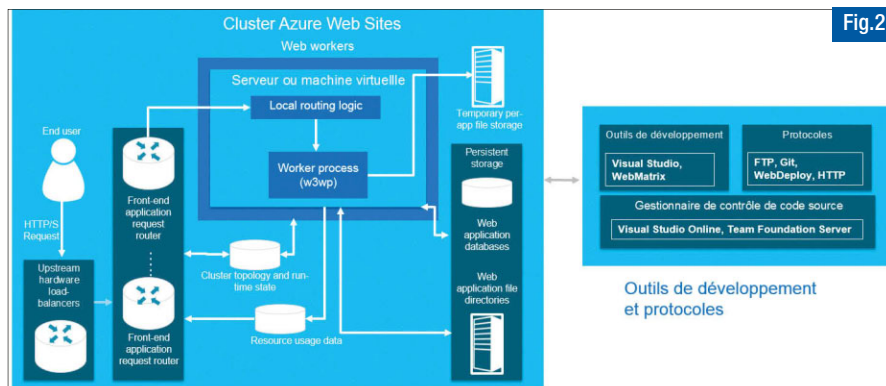 Fig.2
Cluster Azure Web Sites
Web workers
Serveur ou machine virtuellle
Local routing logic
Worker process
(w3wp)
Temporary per-
app file storage
End user
HTTP/S
Request
Upstream
hardware
load-
balancers
Front-end
application
request
router
Front-end
application
request router
Cluster topology and run-
time state
Resource usage data
Persistent
storage
Web
application
databases
Web
application file
directories
Outils de développement
Visual Studio,
WebMatrix
Protocoles
FTP, Git,
WebDeploy, HTTP
Gestionnaire de contrôle de code source
Visual Studio Online, Team Foundation Server
Outils de développement
et protocoles